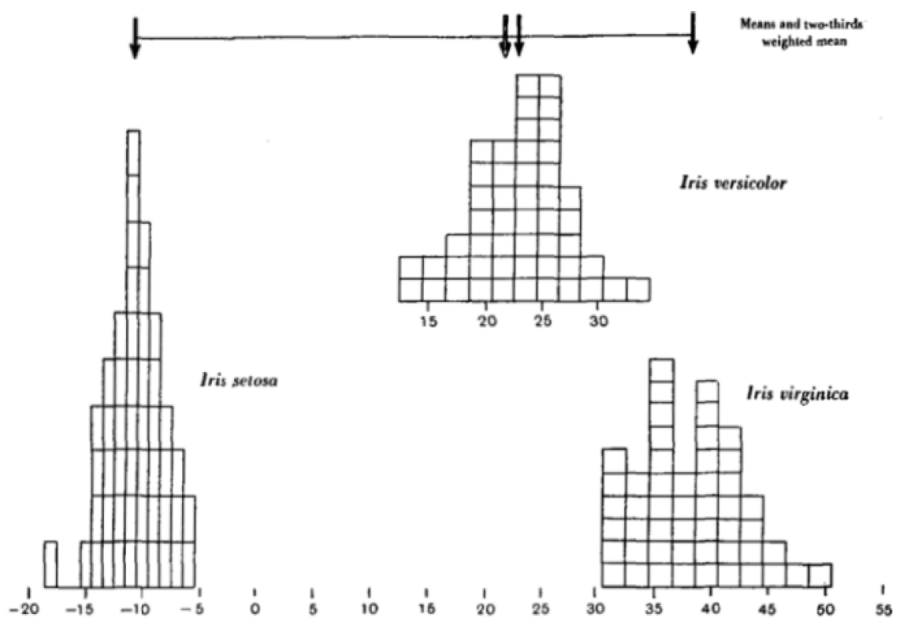 Means and two-thirds
weighted mean
Iris versicolor
15 20 25 30
Iris setosa
Iris virginica
-20 -15 -10 -5 0 5 10 15 20 25 30 35 40 45 50 55